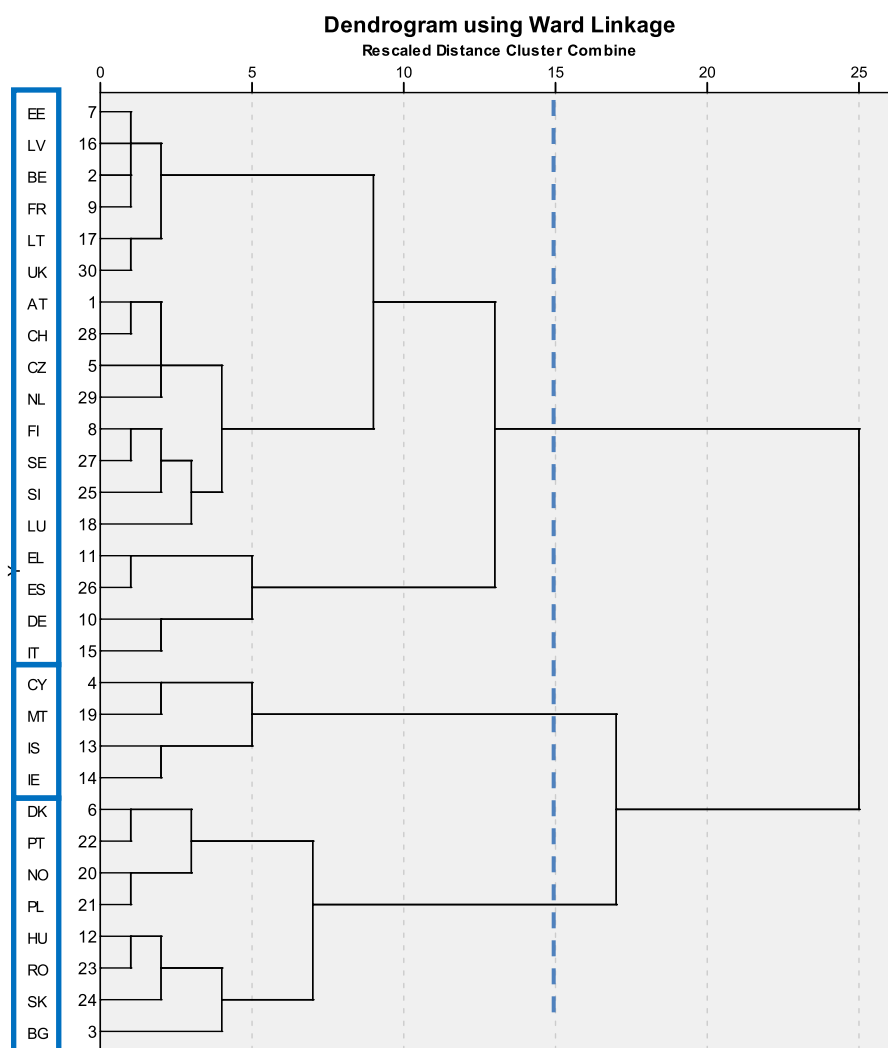 Dendrogram using Ward Linkage
Rescaled Distance Cluster Combine
0 5 10 15 20 25
EE 7
LV 16
BE 2
FR 9
LT 17
UK 30
AT 1
CH 28
CZ 5
NL 29
FI 8
SE 27
SI 25
LU 18
EL 11
Y
ES 26
DE 10
IT 15
CY 4
MT 19
IS 13
IE 14
DK 6
PT 22
NO 20
PL 21
HU 12
RO 23
SK 24
BG 3